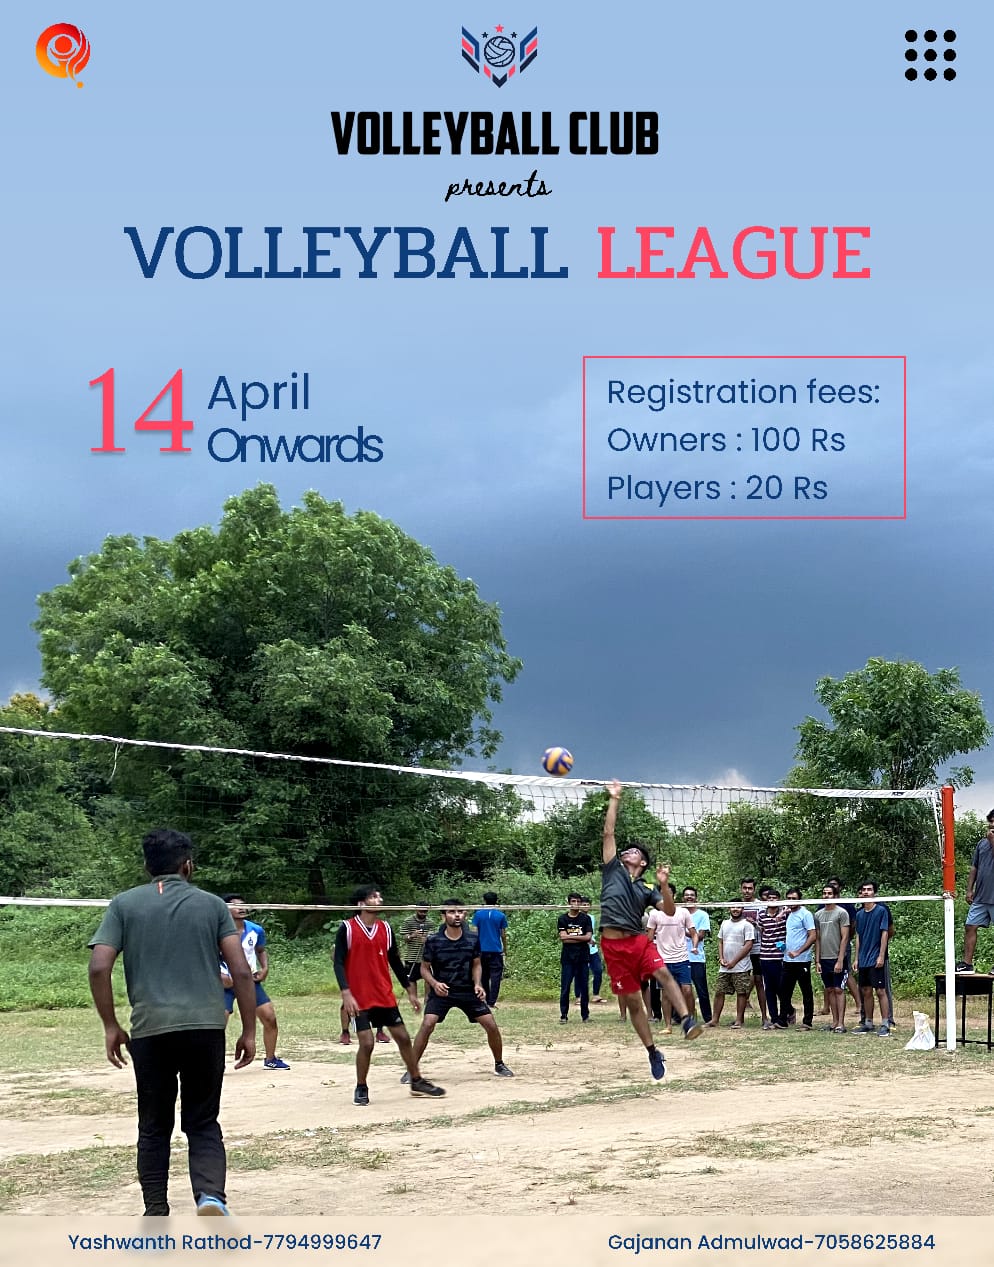 VOLLEYBALL CLUB
presents
VOLLEYBALL LEAGUE
14 April
Onwards
Registration fees:
Owners : 100 Rs
Players : 20 Rs
Yashwanth Rathod-7794999647
Gajanan Admulwad-7058625884